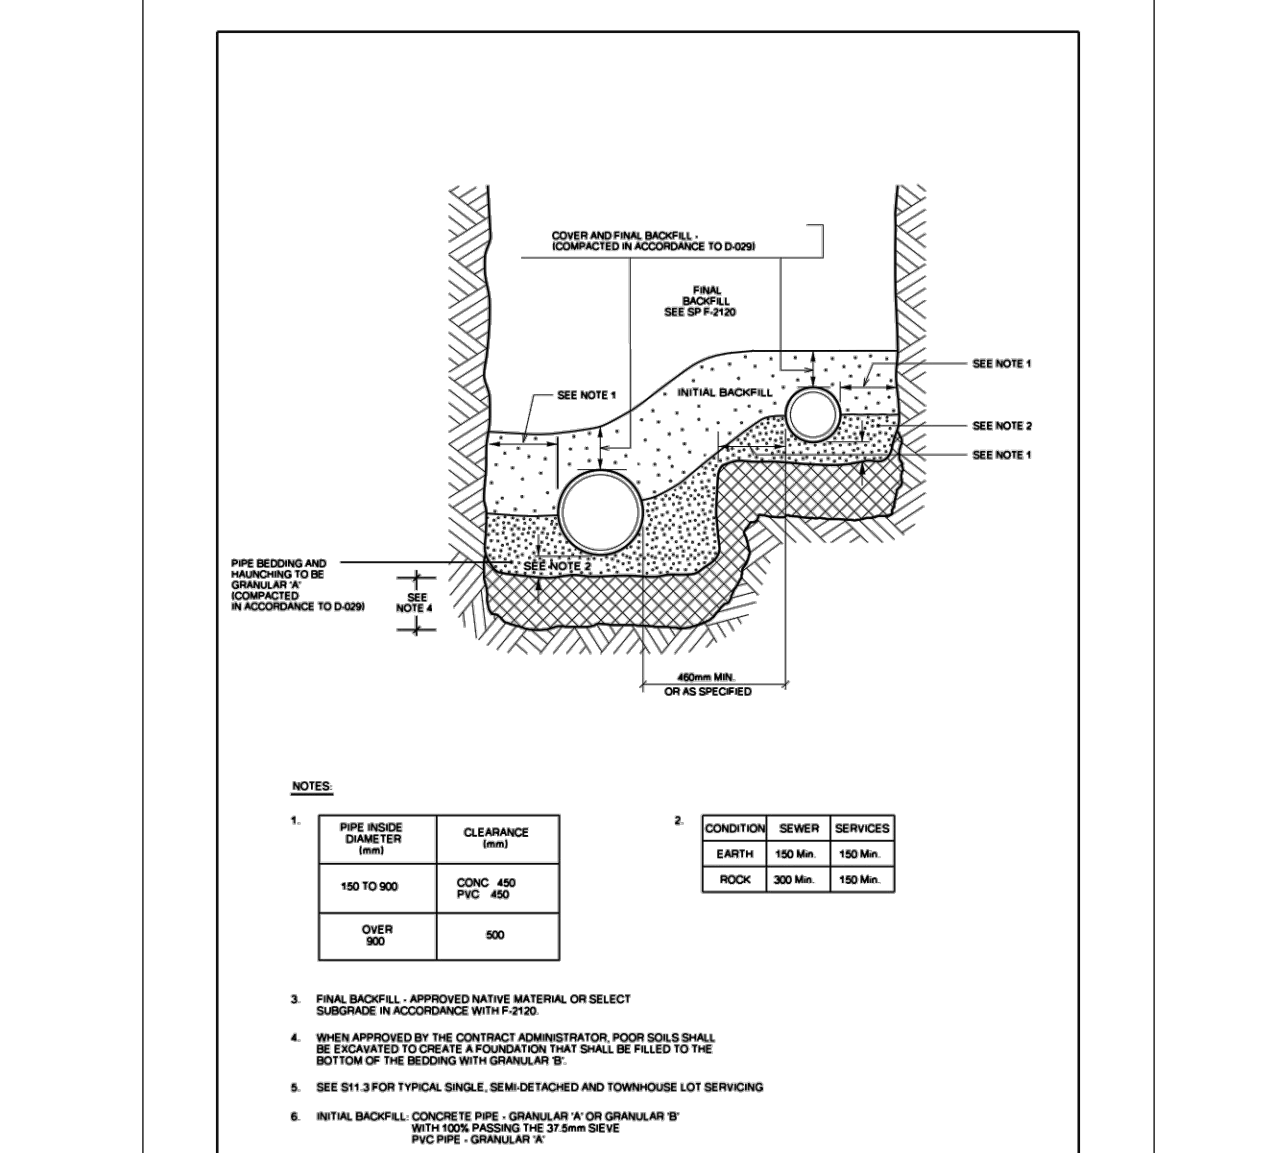 COVER AND FINAL BACKFILL -
(COMPACTED IN ACCORDANCE TO D-029)
FINAL
BACKFILL
SEE SP F-2120
SEE NOTE 1
INITIAL BACKFILL
SEE NOTE 1
SEE NOTE 2
SEE NOTE 1
PIPE BEDDING AND
HAUNCHING TO BE
GRANULAR 'A'
(COMPACTED
IN ACCORDANCE TO D-029)
SEE NOTE 2
SEE
NOTE 4
460mm MIN.
OR AS SPECIFIED
NOTES:
1.
PIPE INSIDE
DIAMETER
(mm)
CLEARANCE
(mm)
150 TO 900
CONC 450
PVC 450
OVER
900
500
2.
CONDITION SEWER SERVICES
EARTH 150 Min. 150 Min.
ROCK 300 Min. 150 Min.
3. FINAL BACKFILL - APPROVED NATIVE MATERIAL OR SELECT
SUBGRADE IN ACCORDANCE WITH F-2120.
4. WHEN APPROVED BY THE CONTRACT ADMINISTRATOR, POOR SOILS SHALL
BE EXCAVATED TO CREATE A FOUNDATION THAT SHALL BE FILLED TO THE
BOTTOM OF THE BEDDING WITH GRANULAR 'B'.
5. SEE S11.3 FOR TYPICAL SINGLE, SEMI-DETACHED AND TOWNHOUSE LOT SERVICING
6. INITIAL BACKFILL: CONCRETE PIPE - GRANULAR 'A' OR GRANULAR 'B'
WITH 100% PASSING THE 37.5mm SIEVE
PVC PIPE - GRANULAR 'A'